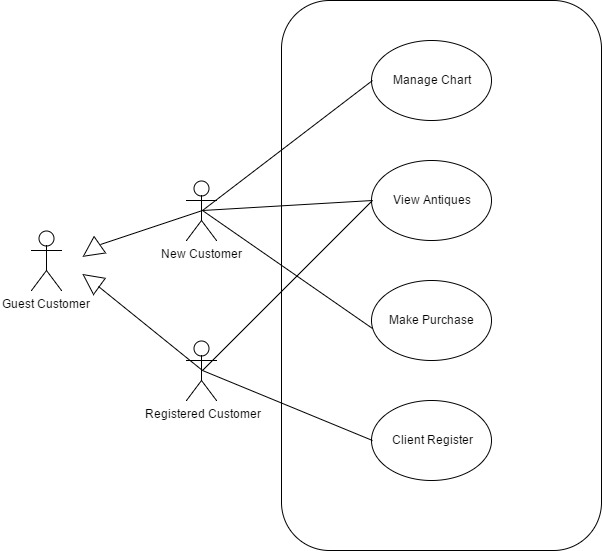 Manage Chart
View Antiques
New Customer
Guest Customer
Make Purchase
Registered Customer
Client Register